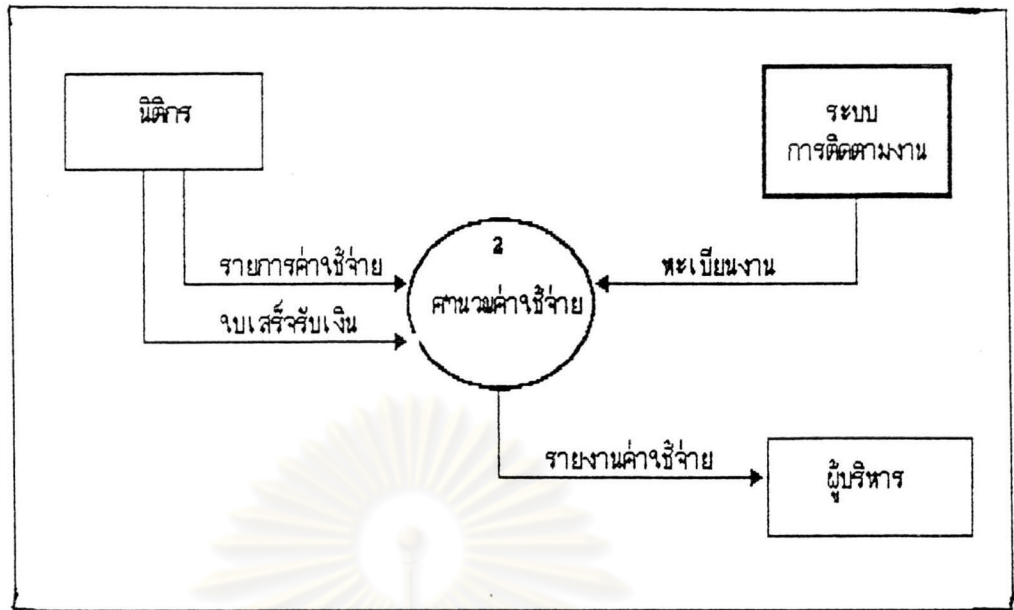 นิติกร
ระบบ
การติดตามงาน
2
คำนวณค่าใช้จ่าย
รายการค่าใช้จ่าย
ใบเสร็จรับเงิน
ทะเบียนงาน
รายงานค่าใช้จ่าย
ผู้บริหาร